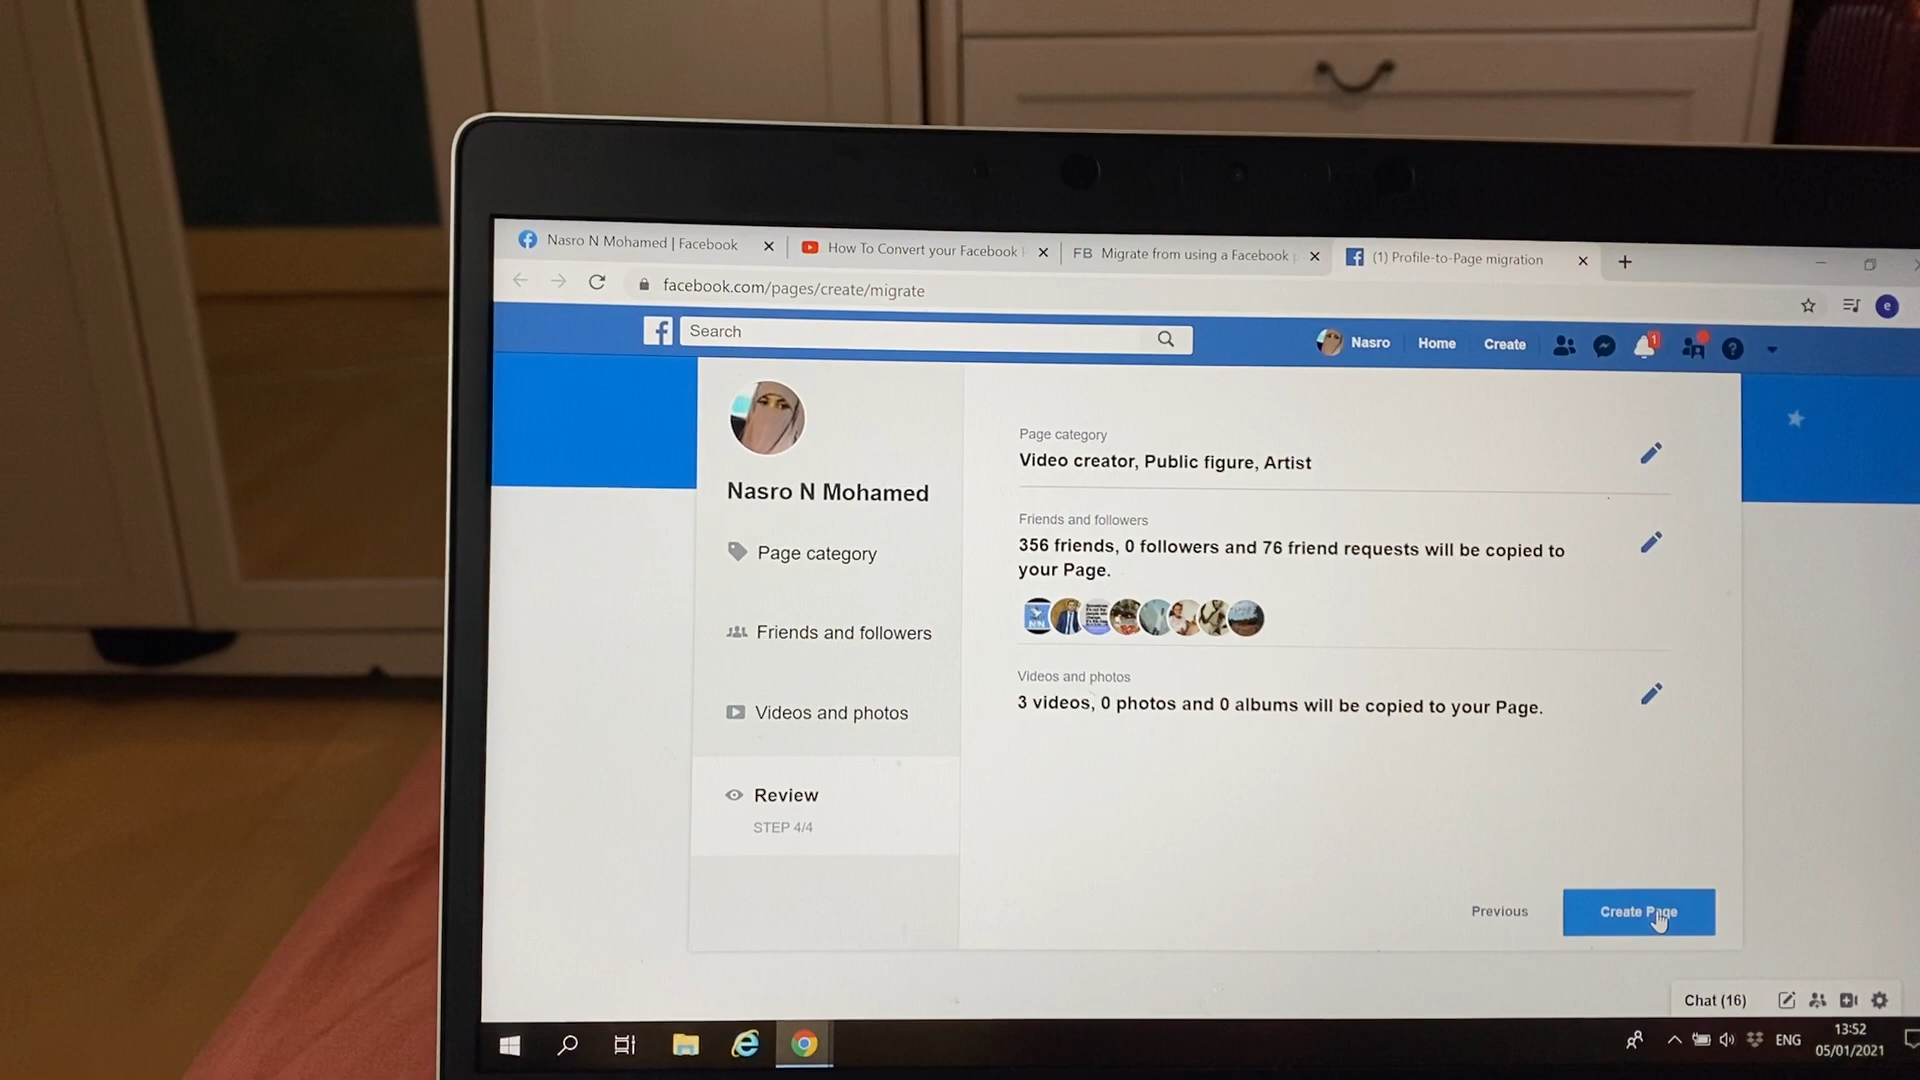 Nasro N Mohamed | Facebook
How To Convert your Facebook
FB Migrate from using a Facebook
(1) Profile-to-Page migration
facebook.com/pages/create/migrate
e
Search
Nasro
Home
Create
1
Page category
Video creator, Public figure, Artist
Nasro N Mohamed
Friends and followers
356 friends, 0 followers and 76 friend requests will be copied to
your Page.
Page category
Friends and followers
Videos and photos
Videos and photos
3 videos, 0 photos and 0 albums will be copied to your Page.
Review
STEP 4/4
Previous
Create Page
Chat (16)
ENG
13:52
05/01/2021